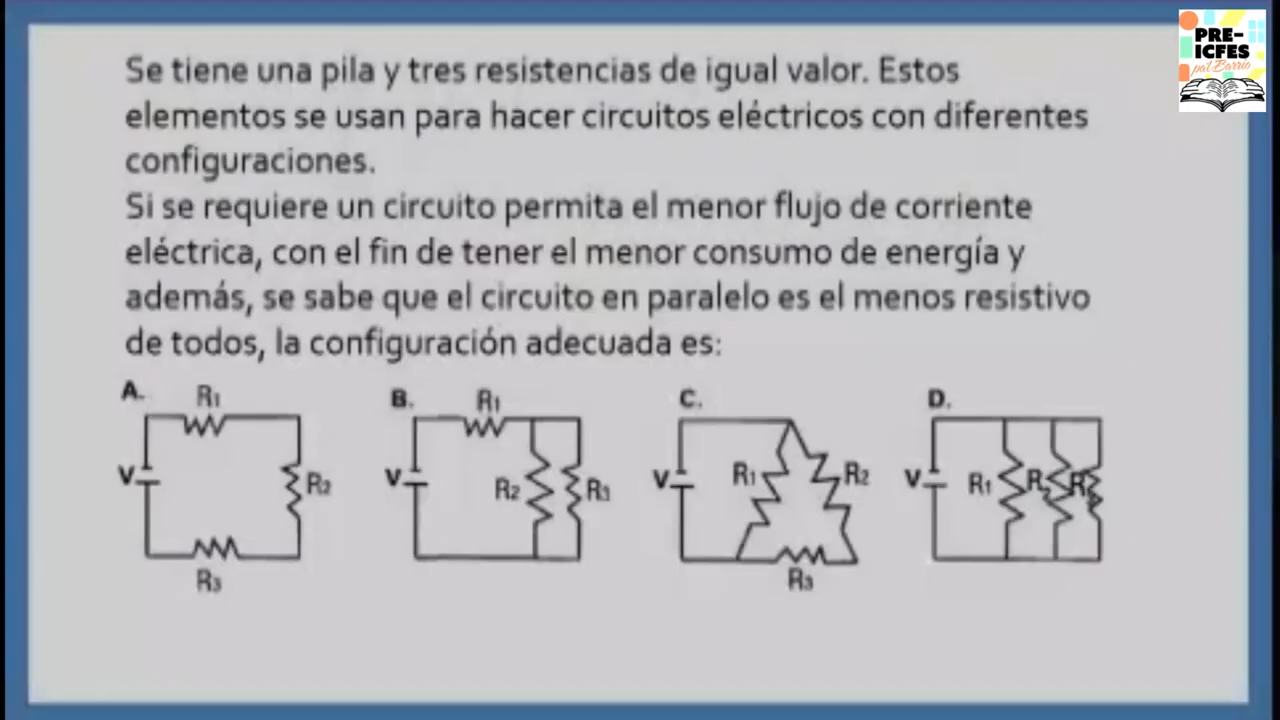 PRE-
ICFES
pal Barrio
Se tiene una pila y tres resistencias de igual valor. Estos
elementos se usan para hacer circuitos eléctricos con diferentes
configuraciones.
Si se requiere un circuito permita el menor flujo de corriente
eléctrica, con el fin de tener el menor consumo de energía y
además, se sabe que el circuito en paralelo es el menos resistivo
de todos, la configuración adecuada es:
A.
R1
V
R2
R3
B.
R1
V
R2
R3
C.
V
R1
R2
R3
D.
V
R1